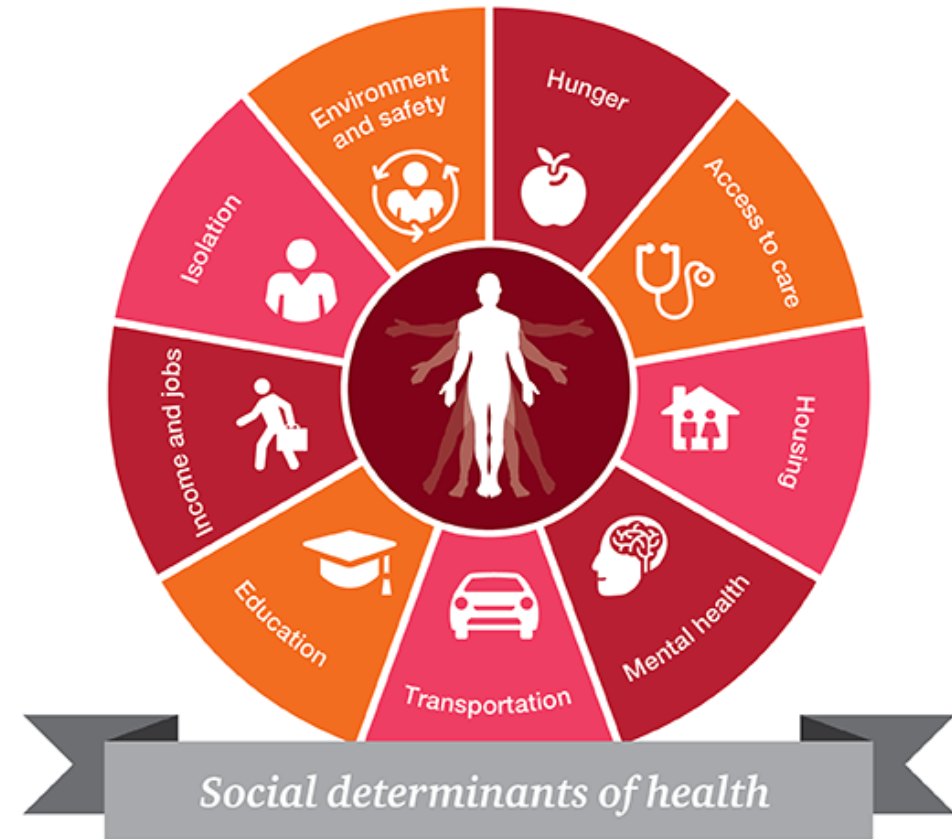 Environment
and safety
Hunger
Access to care
Housing
Mental health
Transportation
Education
Income and jobs
Isolation
Social determinants of health